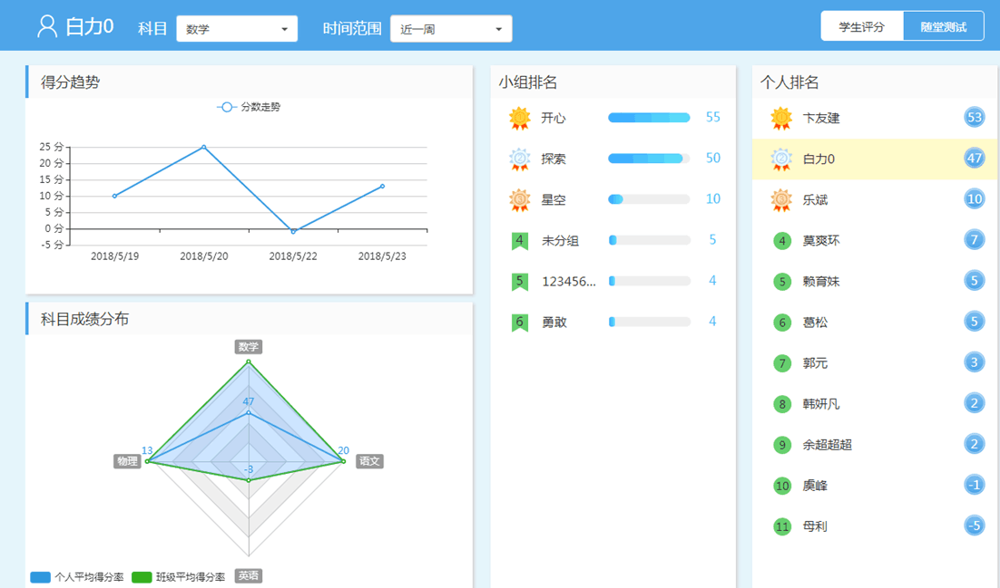 白力0 科目 数学 时间范围 近一周 学生评分 随堂测试
得分趋势
分数走势
25 分
20 分
15 分
10 分
5 分
0 分
-5 分
2018/5/19 2018/5/20 2018/5/22 2018/5/23
科目成绩分布
数学
47
13
20
物理
语文
-3
英语
个人平均得分率 班级平均得分率
小组排名
1 开心 55
2 探索 50
3 星空 10
4 未分组 5
5 123456... 4
6 勇敢 4
个人排名
1 卞友建 53
2 白力0 47
3 乐斌 10
4 莫爽环 7
5 赖育妹 5
6 葛松 5
7 郭元 3
8 韩妍凡 2
9 余超超超 2
10 虞峰 -1
11 母利 -5